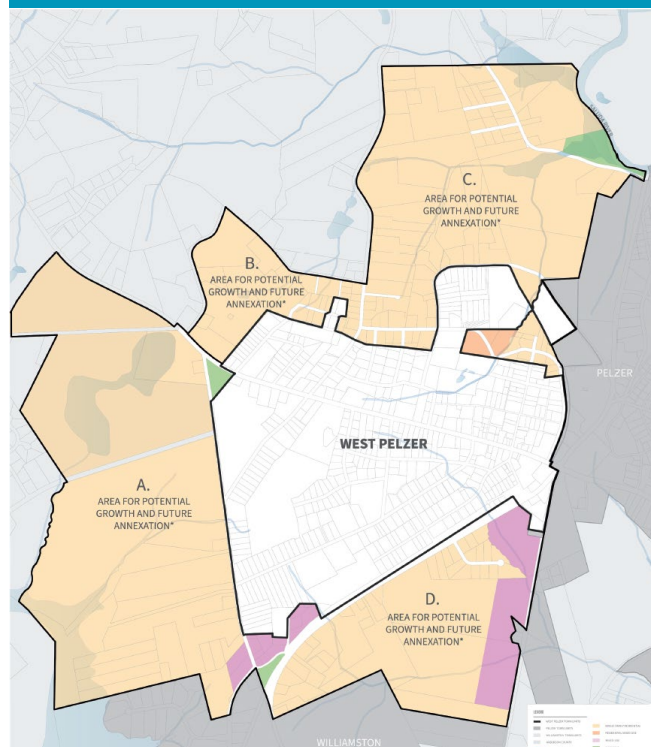 C.
AREA FOR POTENTIAL
GROWTH AND FUTURE
ANNEXATION*
B.
AREA FOR POTENTIAL
GROWTH AND FUTURE
ANNEXATION*
PELZER
WEST PELZER
A.
AREA FOR POTENTIAL
GROWTH AND FUTURE
ANNEXATION*
D.
AREA FOR POTENTIAL
GROWTH AND FUTURE
ANNEXATION*
WILLIAMSTON